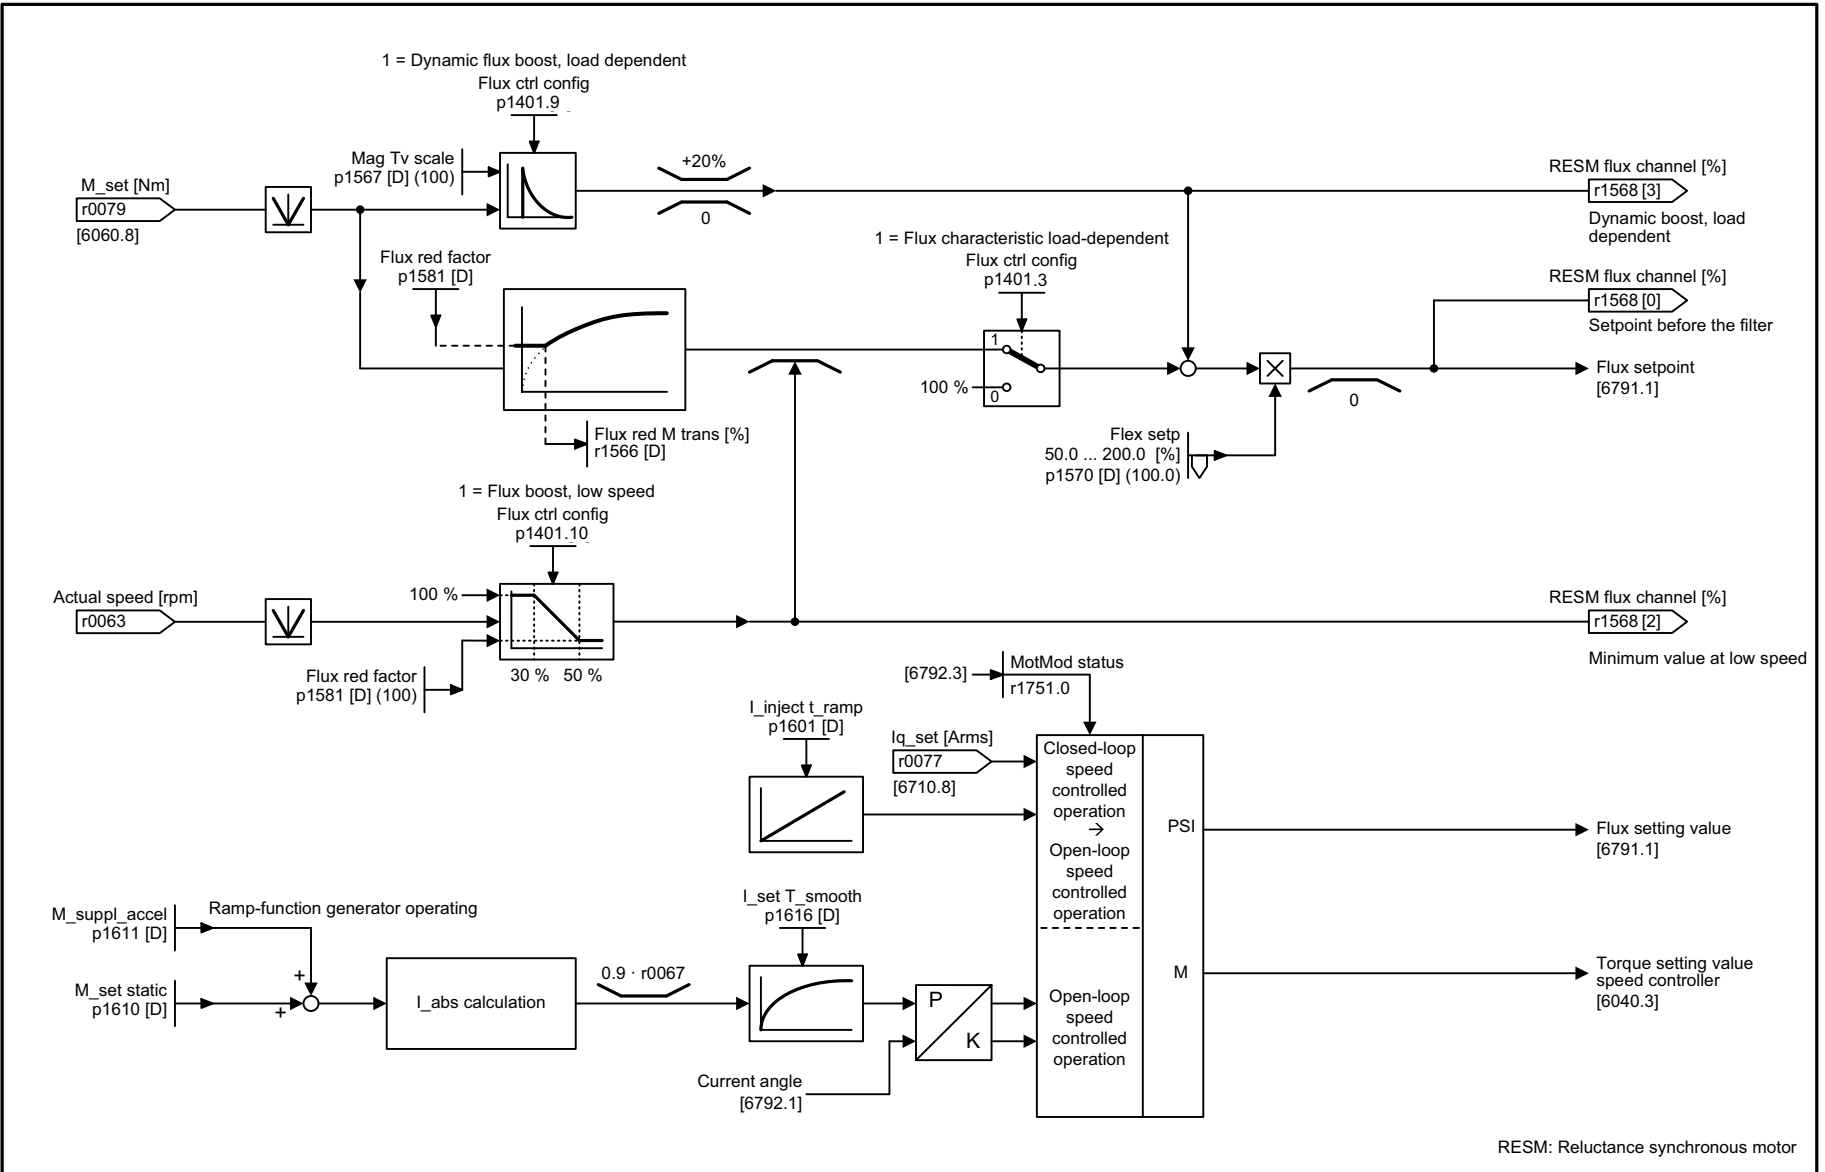 1 = Dynamic flux boost, load dependent
Flux ctrl config
p1401.9
Mag Tv scale
p1567 [D] (100)
+20%
0
M_set [Nm]
r0079
[6060.8]
RESM flux channel [%]
r1568 [3]
Dynamic boost, load
dependent
Flux red factor
p1581 [D]
1 = Flux characteristic load-dependent
Flux ctrl config
p1401.3
1
100 %
0
RESM flux channel [%]
r1568 [0]
Setpoint before the filter
Flux setpoint
[6791.1]
0
Flux red M trans [%]
r1566 [D]
Flex setp
50.0 ... 200.0 [%]
p1570 [D] (100.0)
1 = Flux boost, low speed
Flux ctrl config
p1401.10
100 %
Actual speed [rpm]
r0063
Flux red factor
p1581 [D] (100)
30 % 50 %
RESM flux channel [%]
r1568 [2]
Minimum value at low speed
[6792.3]
MotMod status
r1751.0
I_inject t_ramp
p1601 [D]
Iq_set [Arms]
r0077
[6710.8]
Closed-loop
speed
controlled
operation
→
Open-loop
speed
controlled
operation
PSI
Flux setting value
[6791.1]
M_suppl_accel
p1611 [D]
Ramp-function generator operating
+
M_set static
p1610 [D]
+
I_abs calculation
0.9 · r0067
I_set T_smooth
p1616 [D]
P
K
Current angle
[6792.1]
Open-loop
speed
controlled
operation
M
Torque setting value
speed controller
[6040.3]
RESM: Reluctance synchronous motor